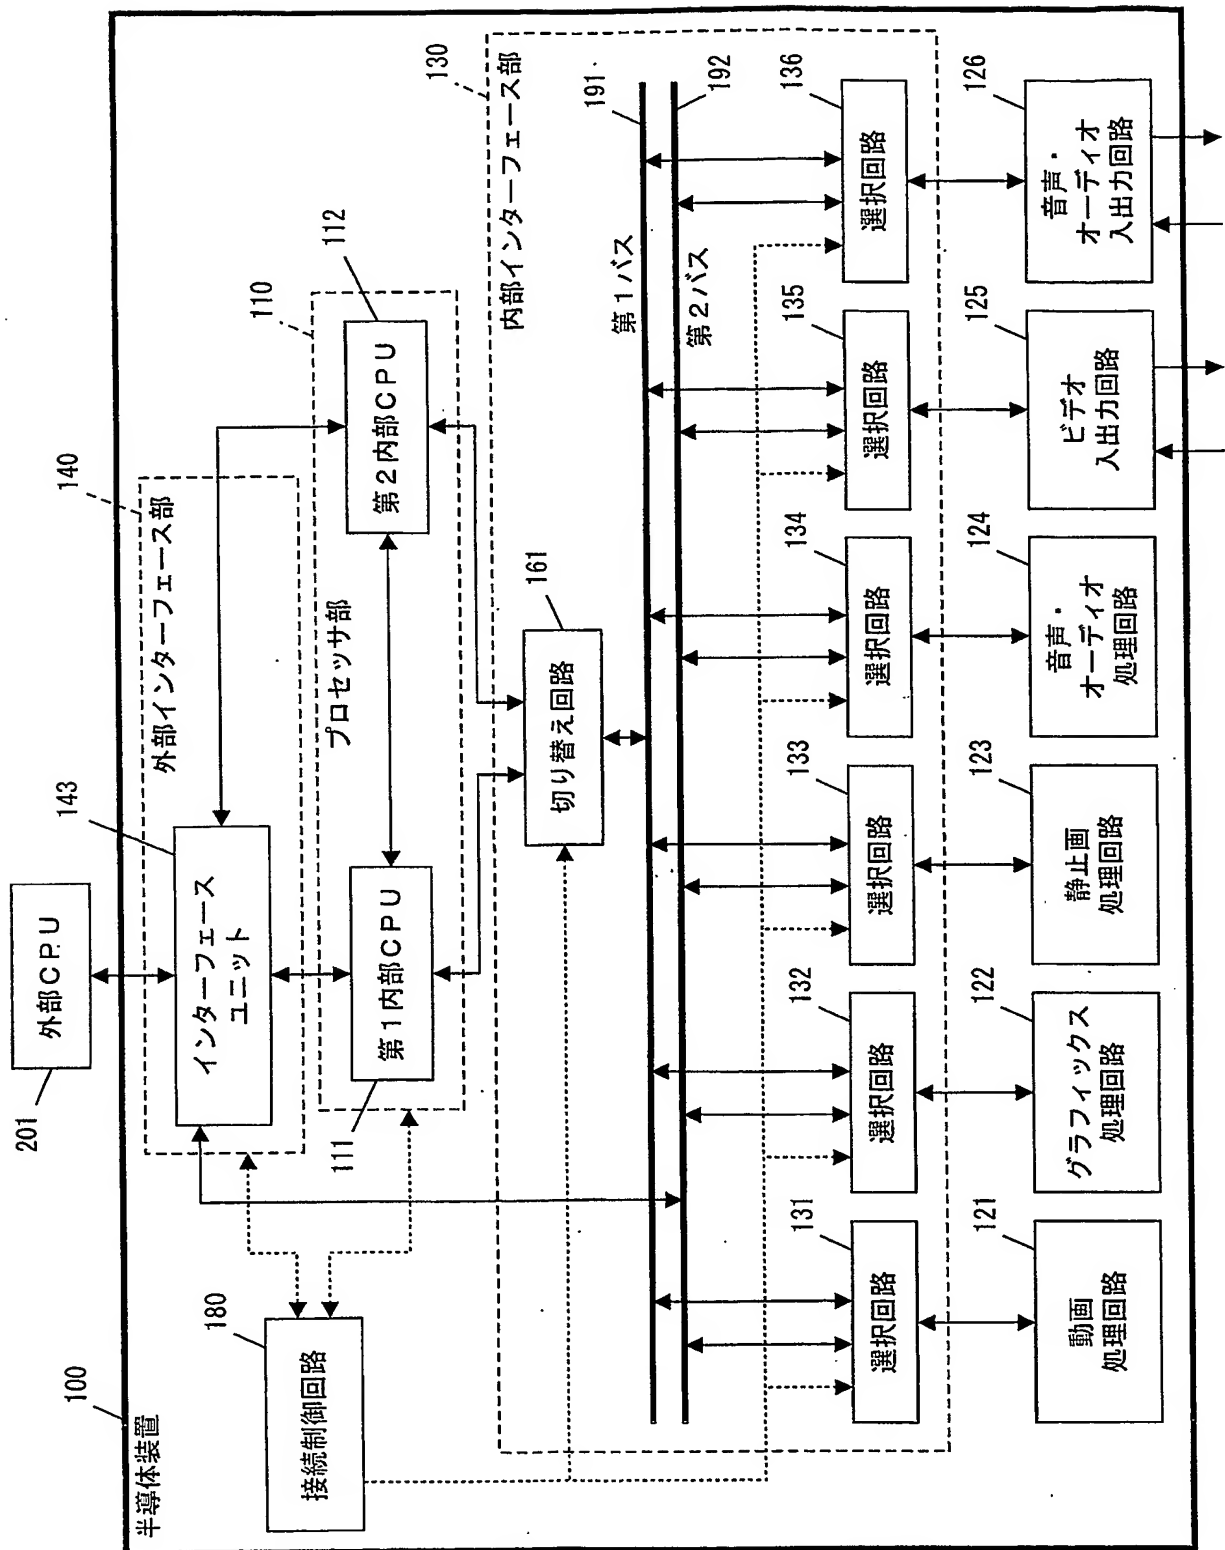 半導体装置
100
201
外部CPU
143
外部インターフェース部
140
インターフェース
ユニット
110
プロセッサ部
111
第1内部CPU
112
第2内部CPU
180
接続制御回路
130
内部インターフェース部
161
切り替え回路
191
第1バス
192
第2バス
131
選択回路
132
選択回路
133
選択回路
134
選択回路
135
選択回路
136
選択回路
121
動画
処理回路
122
グラフィックス
処理回路
123
静止画
処理回路
124
音声・
オーディオ
処理回路
125
ビデオ
入出力回路
126
音声・
オーディオ
入出力回路